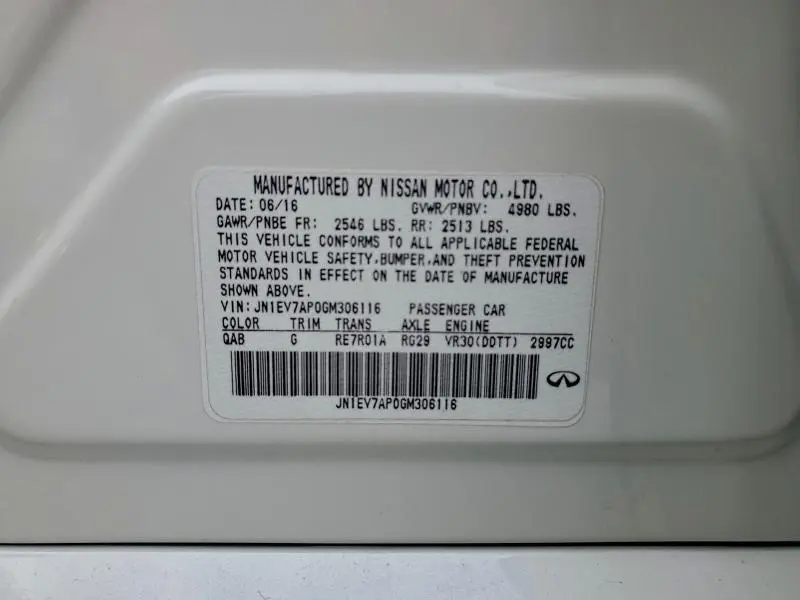 MANUFACTURED BY NISSAN MOTOR CO.,LTD.
DATE: 06/16 GVWR/PNBV: 4980 LBS.
GAWR/PNBE FR: 2546 LBS. RR: 2513 LBS.
THIS VEHICLE CONFORMS TO ALL APPLICABLE FEDERAL
MOTOR VEHICLE SAFETY,BUMPER,AND THEFT PREVENTION
STANDARDS IN EFFECT ON THE DATE OF MANUFACTURE
SHOWN ABOVE.
VIN: JN1EV7AP0GM306116 PASSENGER CAR
COLOR TRIM TRANS AXLE ENGINE
QAB G RE7R01A RG29 VR30(DDTT) 2997CC
JN1EV7AP0GM306116